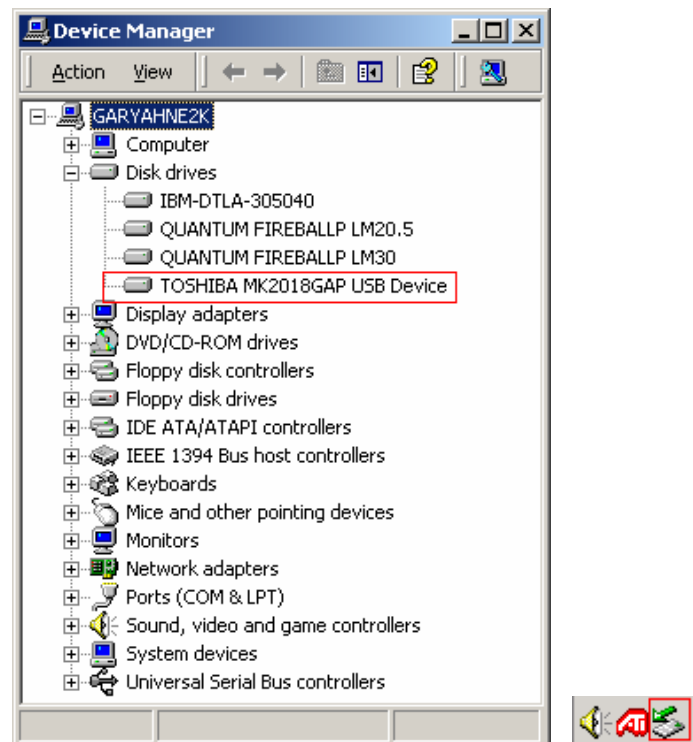 Device Manager
Action View
GARYAHNE2K
Computer
Disk drives
IBM-DTLA-305040
QUANTUM FIREBALLP LM20.5
QUANTUM FIREBALLP LM30
TOSHIBA MK2018GAP USB Device
Display adapters
DVD/CD-ROM drives
Floppy disk controllers
Floppy disk drives
IDE ATA/ATAPI controllers
IEEE 1394 Bus host controllers
Keyboards
Mice and other pointing devices
Monitors
Network adapters
Ports (COM & LPT)
Sound, video and game controllers
System devices
Universal Serial Bus controllers
ATI